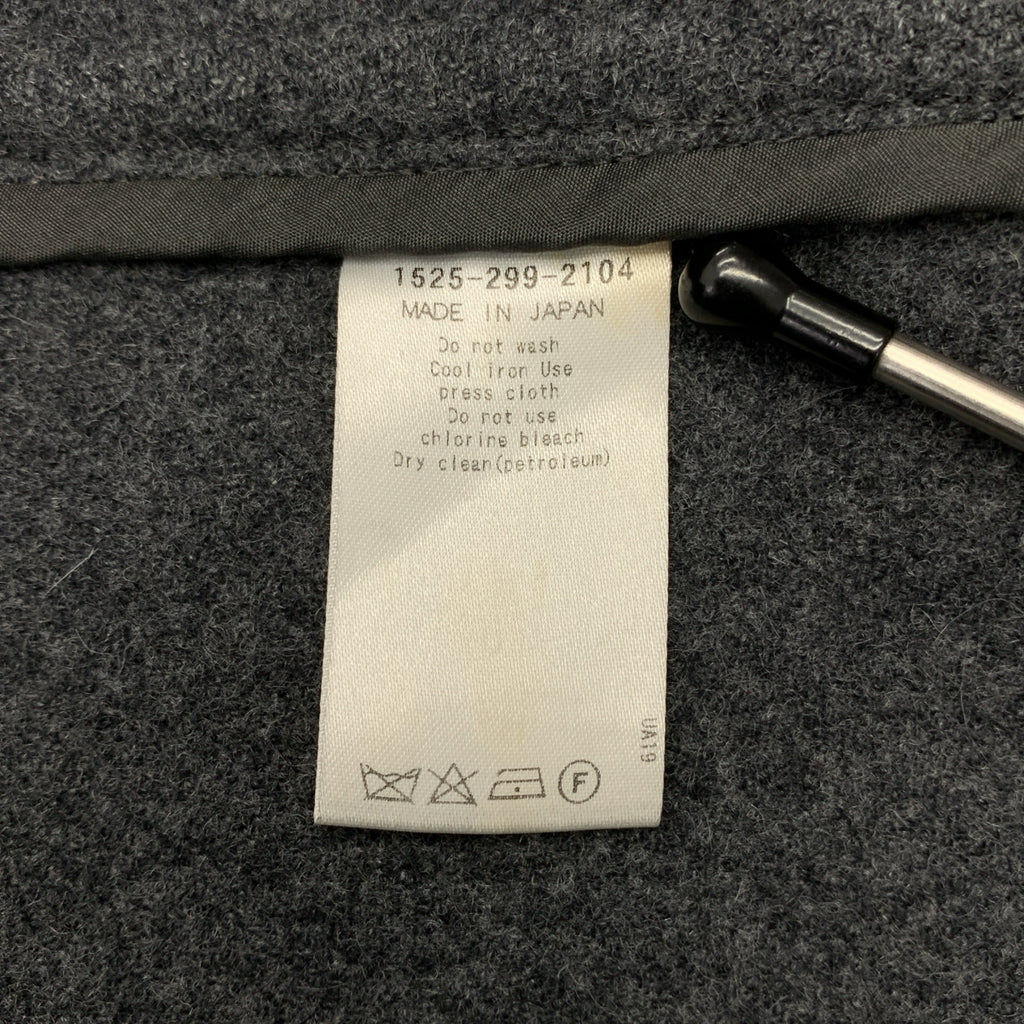 1525-299-2104
MADE IN JAPAN
Do not wash
Cool iron Use
press cloth
Do not use
chlorine bleach
Dry clean(petroleum)
UA19
F